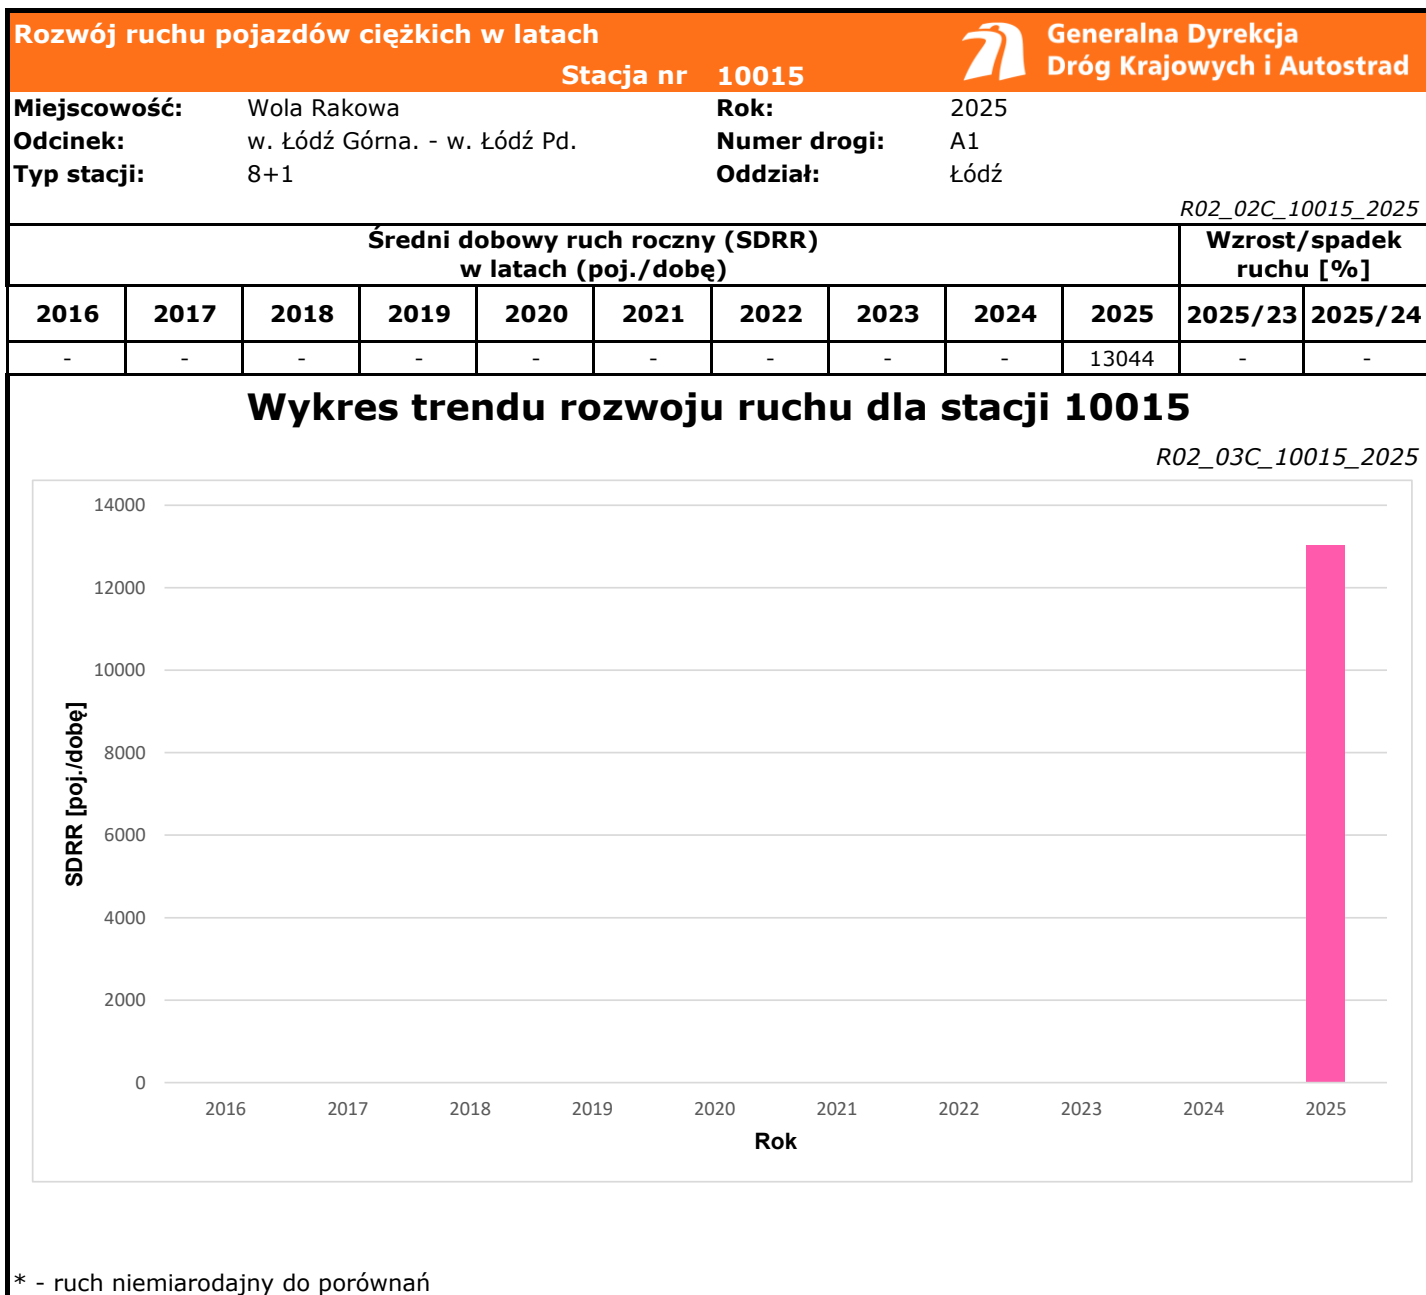 Rozwój ruchu pojazdów ciężkich w latach
Generalna Dyrekcja
Dróg Krajowych i Autostrad
Stacja nr 10015
Miejscowość: Wola Rakowa Rok: 2025
Odcinek: w. Łódź Górna. - w. Łódź Pd. Numer drogi: A1
Typ stacji: 8+1 Oddział: Łódź
R02_02C_10015_2025
Średni dobowy ruch roczny (SDRR)
w latach (poj./dobę)
Wzrost/spadek
ruchu [%]
2016 2017 2018 2019 2020 2021 2022 2023 2024 2025 2025/23 2025/24
- - - - - - - - - 13044 - -
Wykres trendu rozwoju ruchu dla stacji 10015
R02_03C_10015_2025
14000
12000
10000
8000
6000
4000
2000
0
SDRR [poj./dobę]
2016 2017 2018 2019 2020 2021 2022 2023 2024 2025
Rok
* - ruch niemiarodajny do porównań